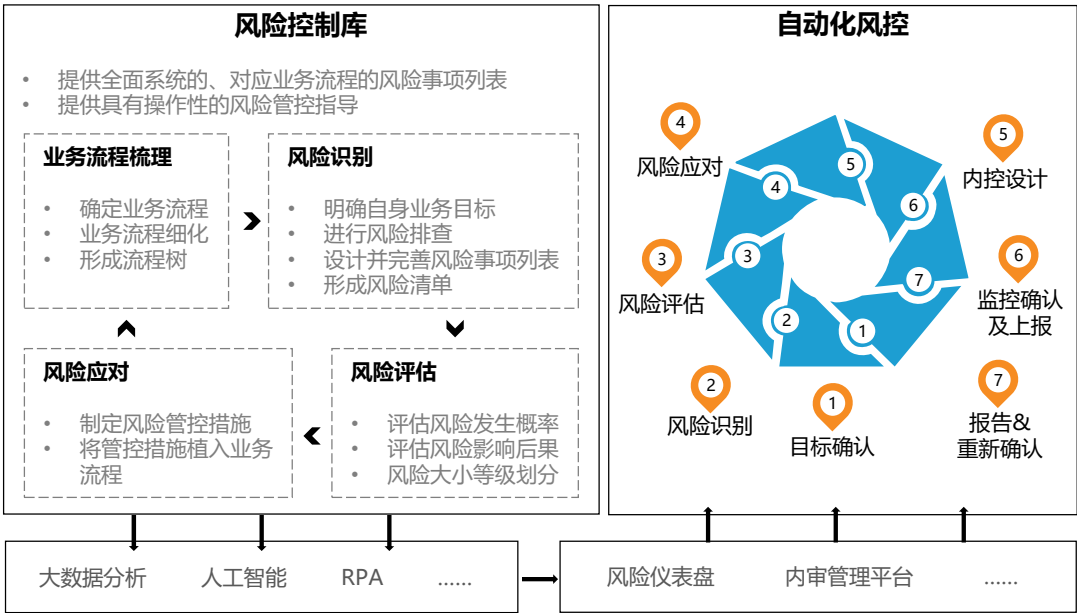 风险控制库
• 提供全面系统的、对应业务流程的风险事项列表
• 提供具有操作性的风险管控指导
业务流程梳理
• 确定业务流程
• 业务流程细化
• 形成流程树
风险识别
• 明确自身业务目标
• 进行风险排查
• 设计并完善风险事项列表
• 形成风险清单
风险应对
• 制定风险管控措施
• 将管控措施植入业务
流程
风险评估
• 评估风险发生概率
• 评估风险影响后果
• 风险大小等级划分
自动化风控
4
风险应对
5
内控设计
3
风险评估
6
监控确认
及上报
2
风险识别
1
目标确认
7
报告&
重新确认
5
4
6
3
7
2
1
大数据分析 人工智能 RPA ......
风险仪表盘 内审管理平台 ......